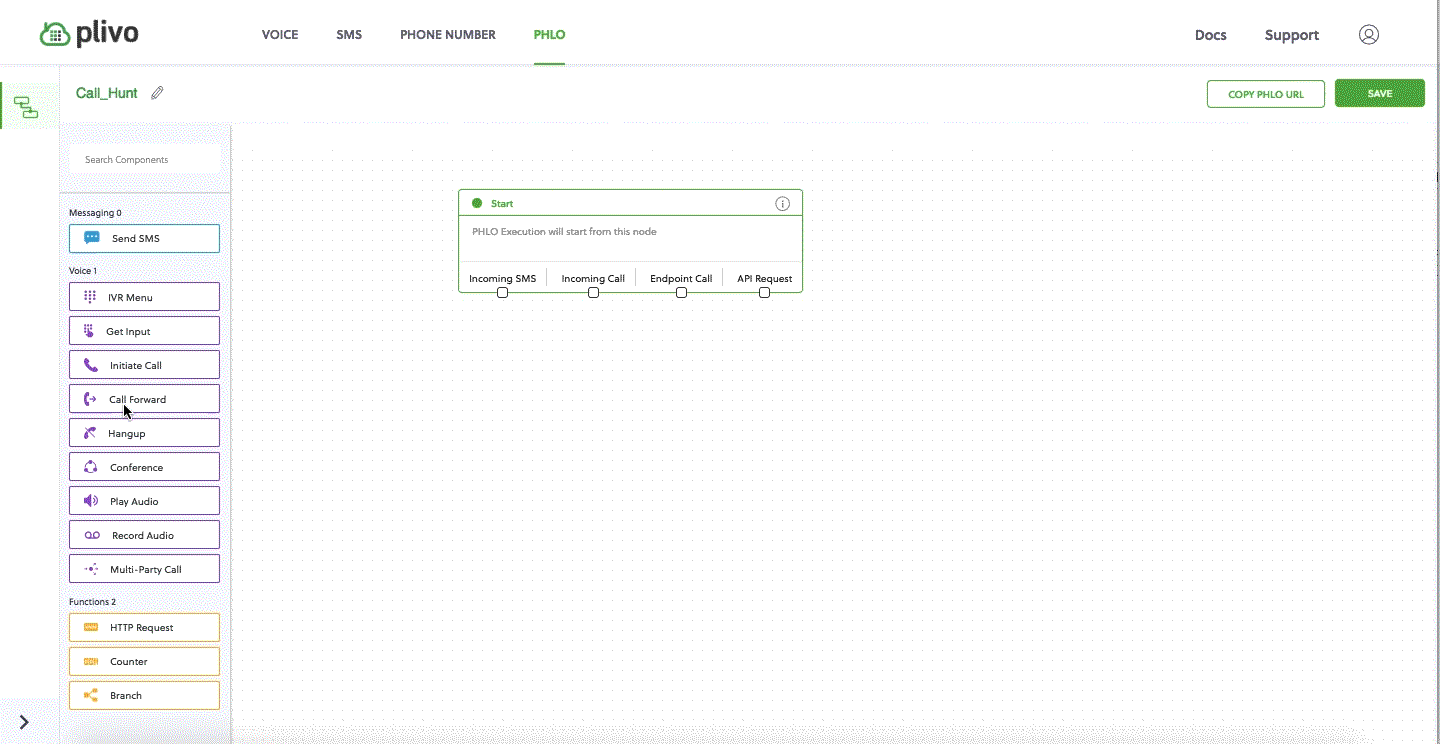 plivo
VOICE SMS PHONE NUMBER PHLO Docs Support
Call_Hunt COPY PHLO URL SAVE
Search Components
Messaging 0
Send SMS
Voice 1
IVR Menu
Get Input
Initiate Call
Call Forward
Hangup
Conference
Play Audio
Record Audio
Multi-Party Call
Functions 2
HTTP Request
Counter
Branch
Start
PHLO Execution will start from this node
Incoming SMS Incoming Call Endpoint Call API Request